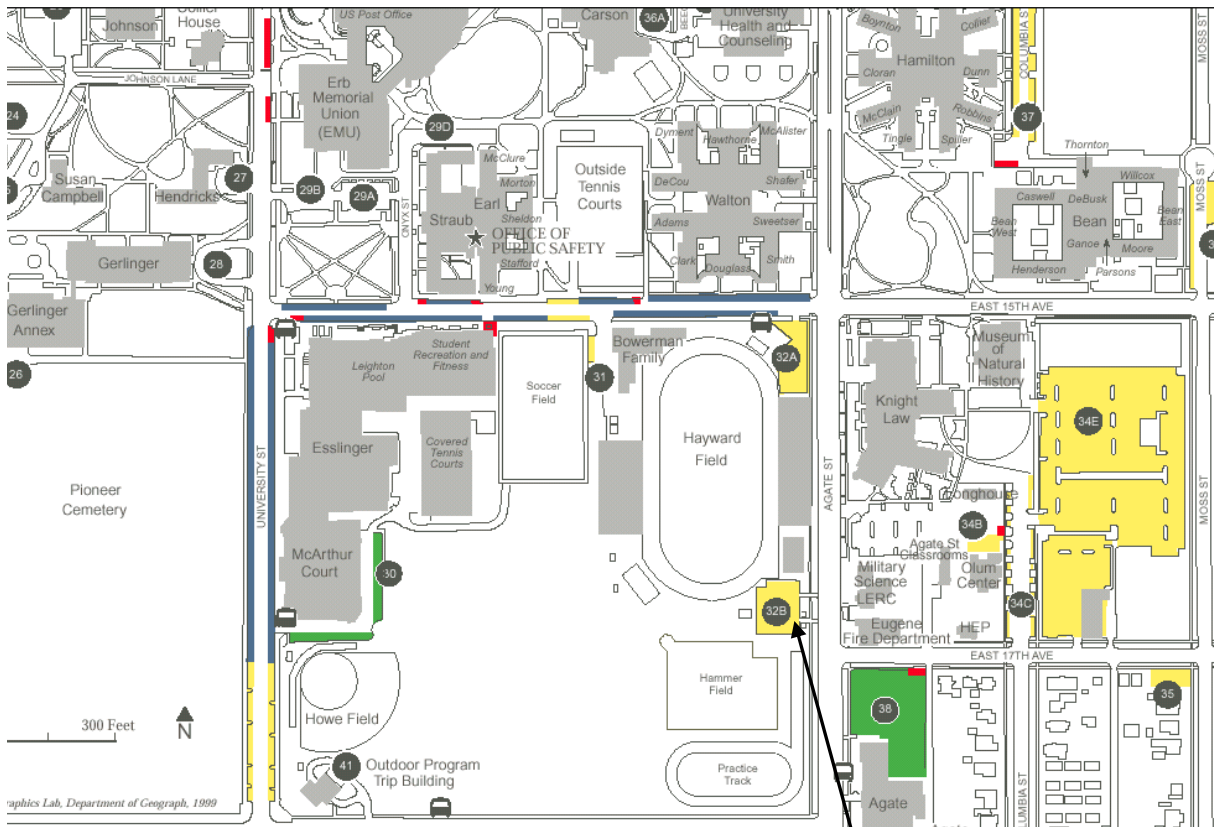 Johnson
Collier
House
US Post Office
Carson
36A
University
Health and
Counseling
Boynton
Collier
COLUMBIA ST
MOSS ST
Hamilton
Cloran
Dunn
McClain
Robbins
Tingle
Spiller
37
JOHNSON LANE
Erb
Memorial
Union
(EMU)
24
29D
Dyment
Hawthorne
McAlister
Outside
Tennis
Courts
Thornton
McClure
Morton
Earl
Sheldon
Straub
Stafford
Young
DeCou
Shafer
Walton
Adams
Sweetser
Clark
Douglass
Smith
Susan
Campbell
Hendricks
27
29B
29A
ONYX ST
OFFICE OF
PUBLIC SAFETY
Gerlinger
28
Gerlinger
Annex
26
Willcox
Caswell
DeBusk
Bean
West
Bean
Bean
East
Ganoe
Moore
Henderson
Parsons
MOSS ST
EAST 15TH AVE
Student
Recreation and
Fitness
Leighton
Pool
Bowerman
Family
32A
31
Soccer
Field
Museum
of
Natural
History
Knight
Law
34E
Esslinger
Covered
Tennis
Courts
Hayward
Field
UNIVERSITY ST
AGATE ST
MOSS ST
Pioneer
Cemetery
Longhouse
34B
Agate St
Classrooms
Military
Science
Olum
Center
LERC
34C
McArthur
Court
30
32B
Eugene
Fire Department
HEP
EAST 17TH AVE
Hammer
Field
38
35
300 Feet
N
Howe Field
41
Outdoor Program
Trip Building
Practice
Track
Agate
COLUMBIA ST
raphics Lab, Department of Geograph, 1999